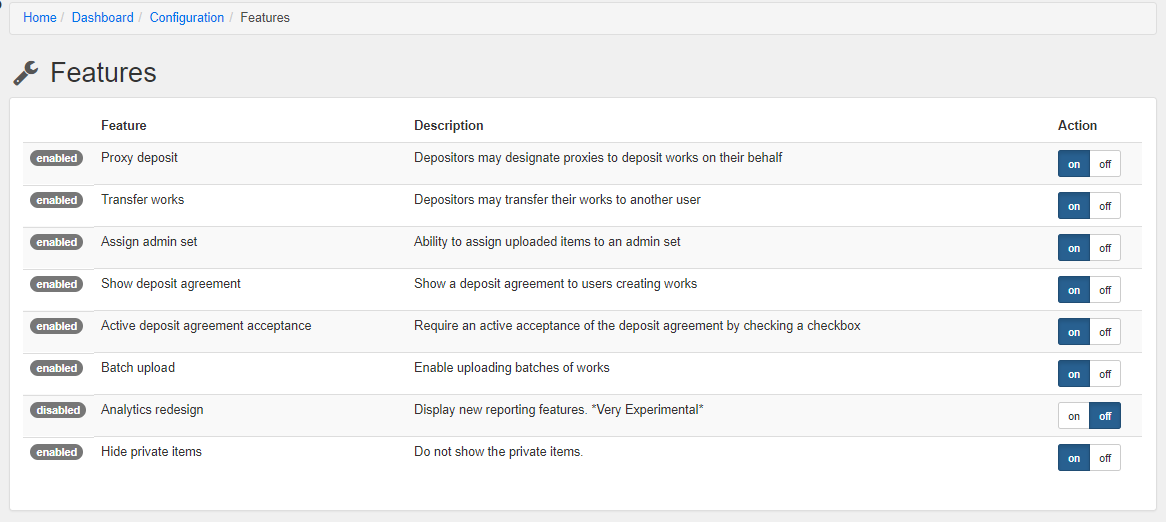 Home / Dashboard / Configuration / Features
Features
Feature Description Action
enabled Proxy deposit Depositors may designate proxies to deposit works on their behalf on off
enabled Transfer works Depositors may transfer their works to another user on off
enabled Assign admin set Ability to assign uploaded items to an admin set on off
enabled Show deposit agreement Show a deposit agreement to users creating works on off
enabled Active deposit agreement acceptance Require an active acceptance of the deposit agreement by checking a checkbox on off
enabled Batch upload Enable uploading batches of works on off
disabled Analytics redesign Display new reporting features. *Very Experimental* on off
enabled Hide private items Do not show the private items. on off